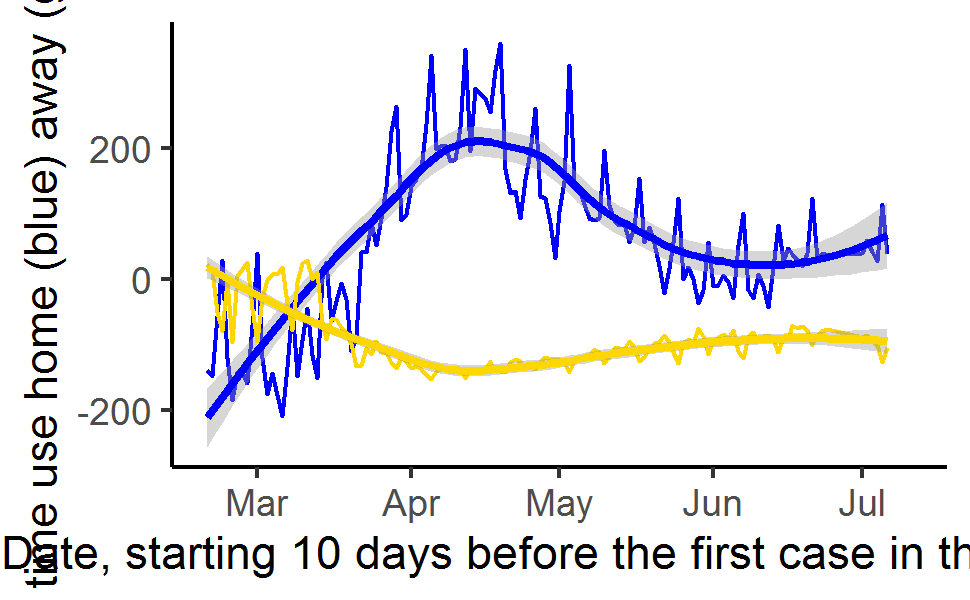 time use home (blue) away (
200
0
-200
Mar Apr May Jun Jul
Date, starting 10 days before the first case in th